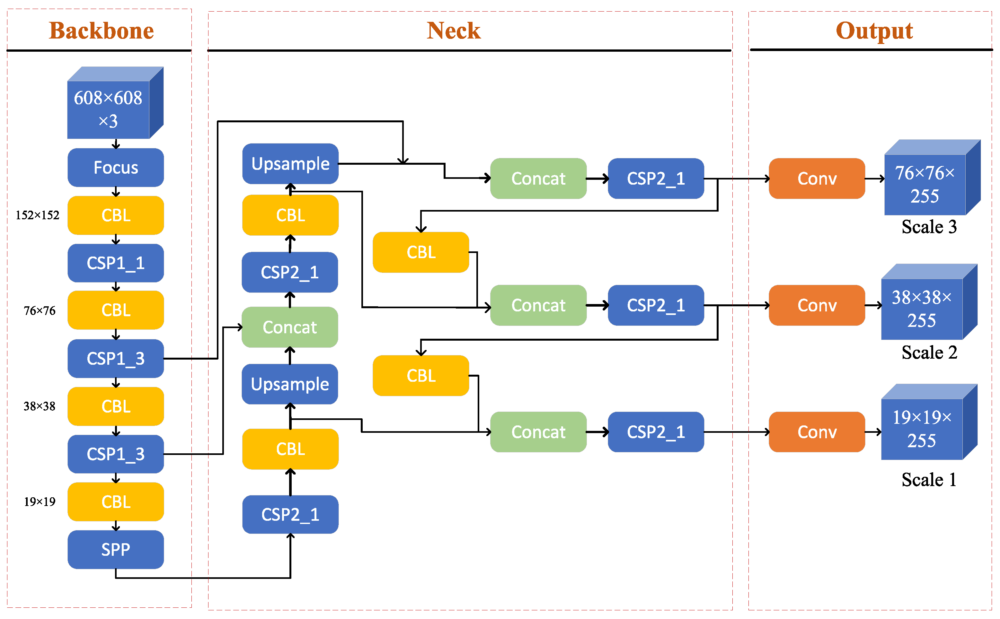 Backbone
608×608
×3
Focus
152×152
CBL
CSP1_1
76×76
CBL
CSP1_3
38×38
CBL
CSP1_3
19×19
CBL
SPP
Neck
Upsample
CBL
CSP2_1
Concat
Upsample
CBL
CSP2_1
Concat
CSP2_1
CBL
Concat
CSP2_1
CBL
Concat
CSP2_1
Output
Conv
76×76×
255
Scale 3
Conv
38×38×
255
Scale 2
Conv
19×19×
255
Scale 1